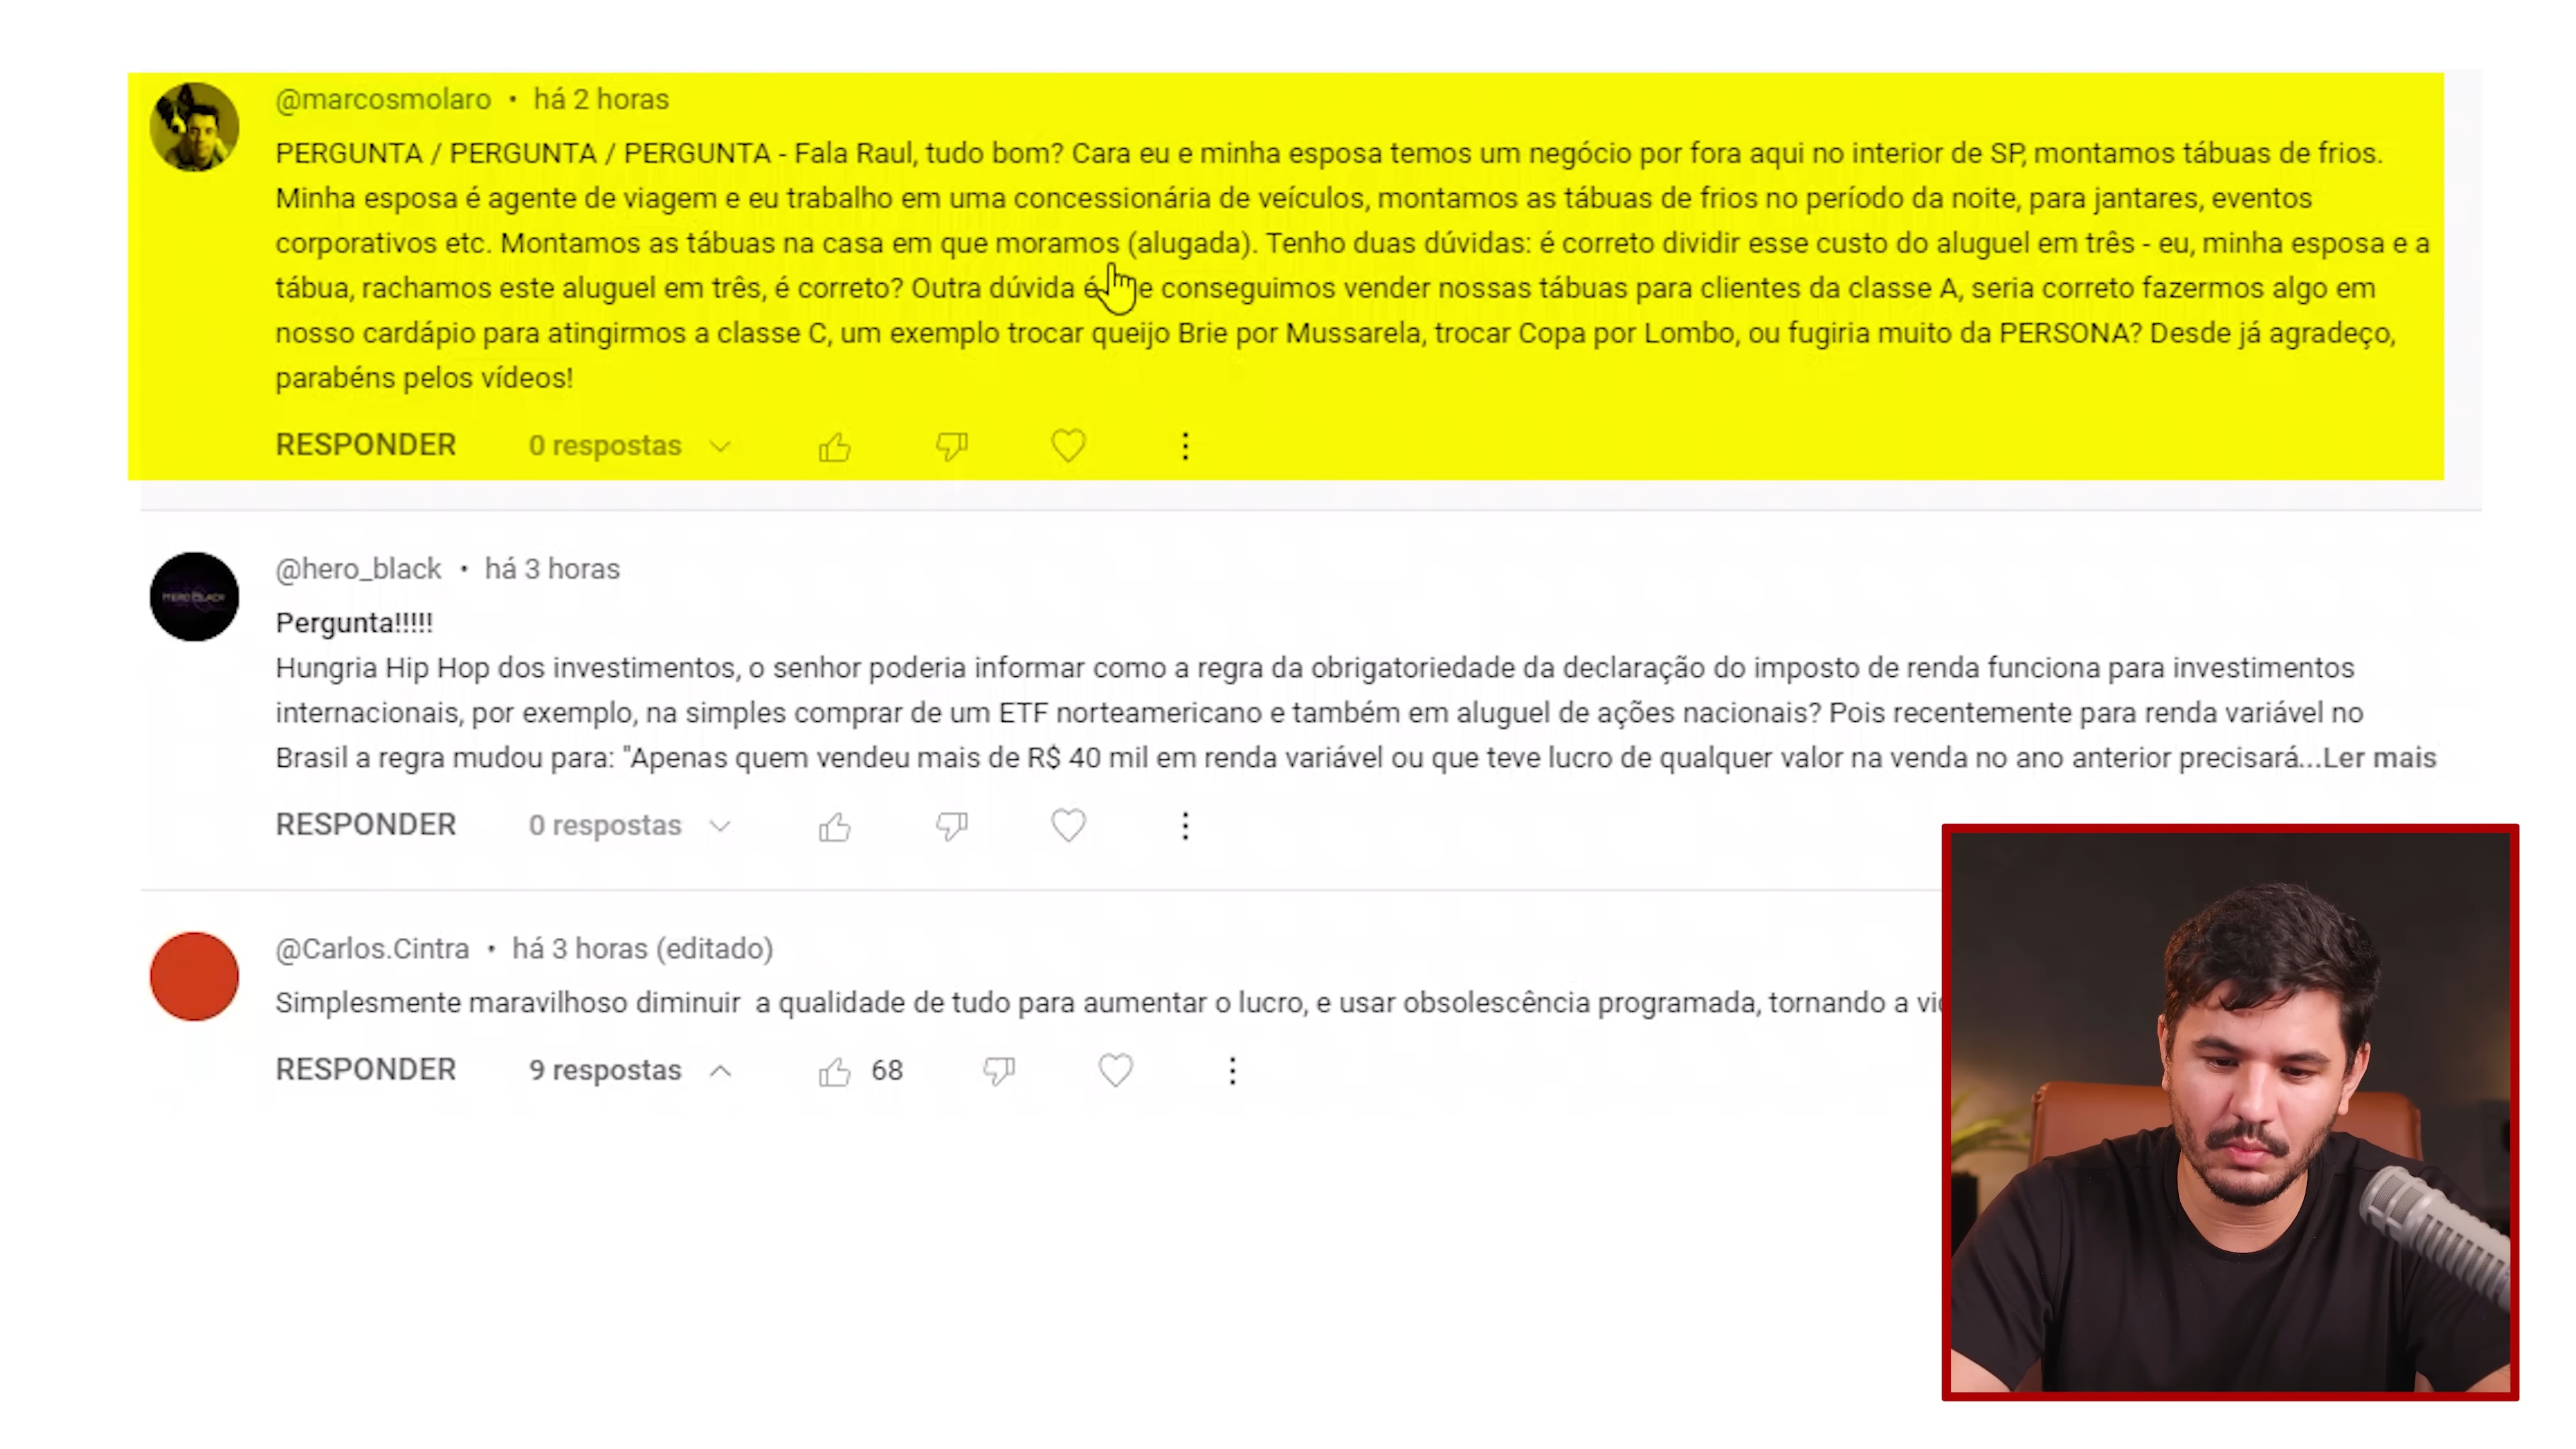 @marcosmolaro • há 2 horas
PERGUNTA / PERGUNTA / PERGUNTA - Fala Raul, tudo bom? Cara eu e minha esposa temos um negócio por fora aqui no interior de SP, montamos tábuas de frios.
Minha esposa é agente de viagem e eu trabalho em uma concessionária de veículos, montamos as tábuas de frios no período da noite, para jantares, eventos
corporativos etc. Montamos as tábuas na casa em que moramos (alugada). Tenho duas dúvidas: é correto dividir esse custo do aluguel em três - eu, minha esposa e a
tábua, rachamos este aluguel em três, é correto? Outra dúvida é e conseguimos vender nossas tábuas para clientes da classe A, seria correto fazermos algo em
nosso cardápio para atingirmos a classe C, um exemplo trocar queijo Brie por Mussarela, trocar Copa por Lombo, ou fugiria muito da PERSONA? Desde já agradeço,
parabéns pelos vídeos!
RESPONDER 0 respostas
@hero_black • há 3 horas
Pergunta!!!!!
Hungria Hip Hop dos investimentos, o senhor poderia informar como a regra da obrigatoriedade da declaração do imposto de renda funciona para investimentos
internacionais, por exemplo, na simples comprar de um ETF norteamericano e também em aluguel de ações nacionais? Pois recentemente para renda variável no
Brasil a regra mudou para: "Apenas quem vendeu mais de R$ 40 mil em renda variável ou que teve lucro de qualquer valor na venda no ano anterior precisará...Ler mais
RESPONDER 0 respostas
@Carlos.Cintra • há 3 horas (editado)
Simplesmente maravilhoso diminuir a qualidade de tudo para aumentar o lucro, e usar obsolescência programada, tornando a
RESPONDER 9 respostas 68